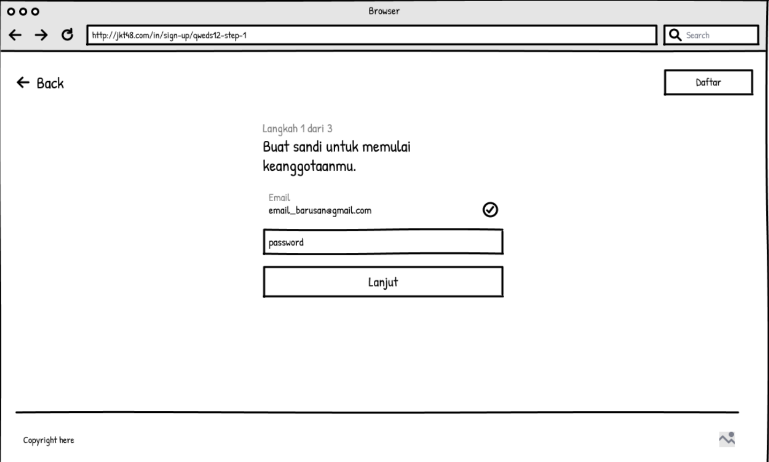 Browser
http://jkt48.com/in/sign-up/qweds12-step-1
Search
Back
Daftar
Langkah 1 dari 3
Buat sandi untuk memulai
keanggotaanmu.
Email
email_barusan@gmail.com
password
Lanjut
Copyright here